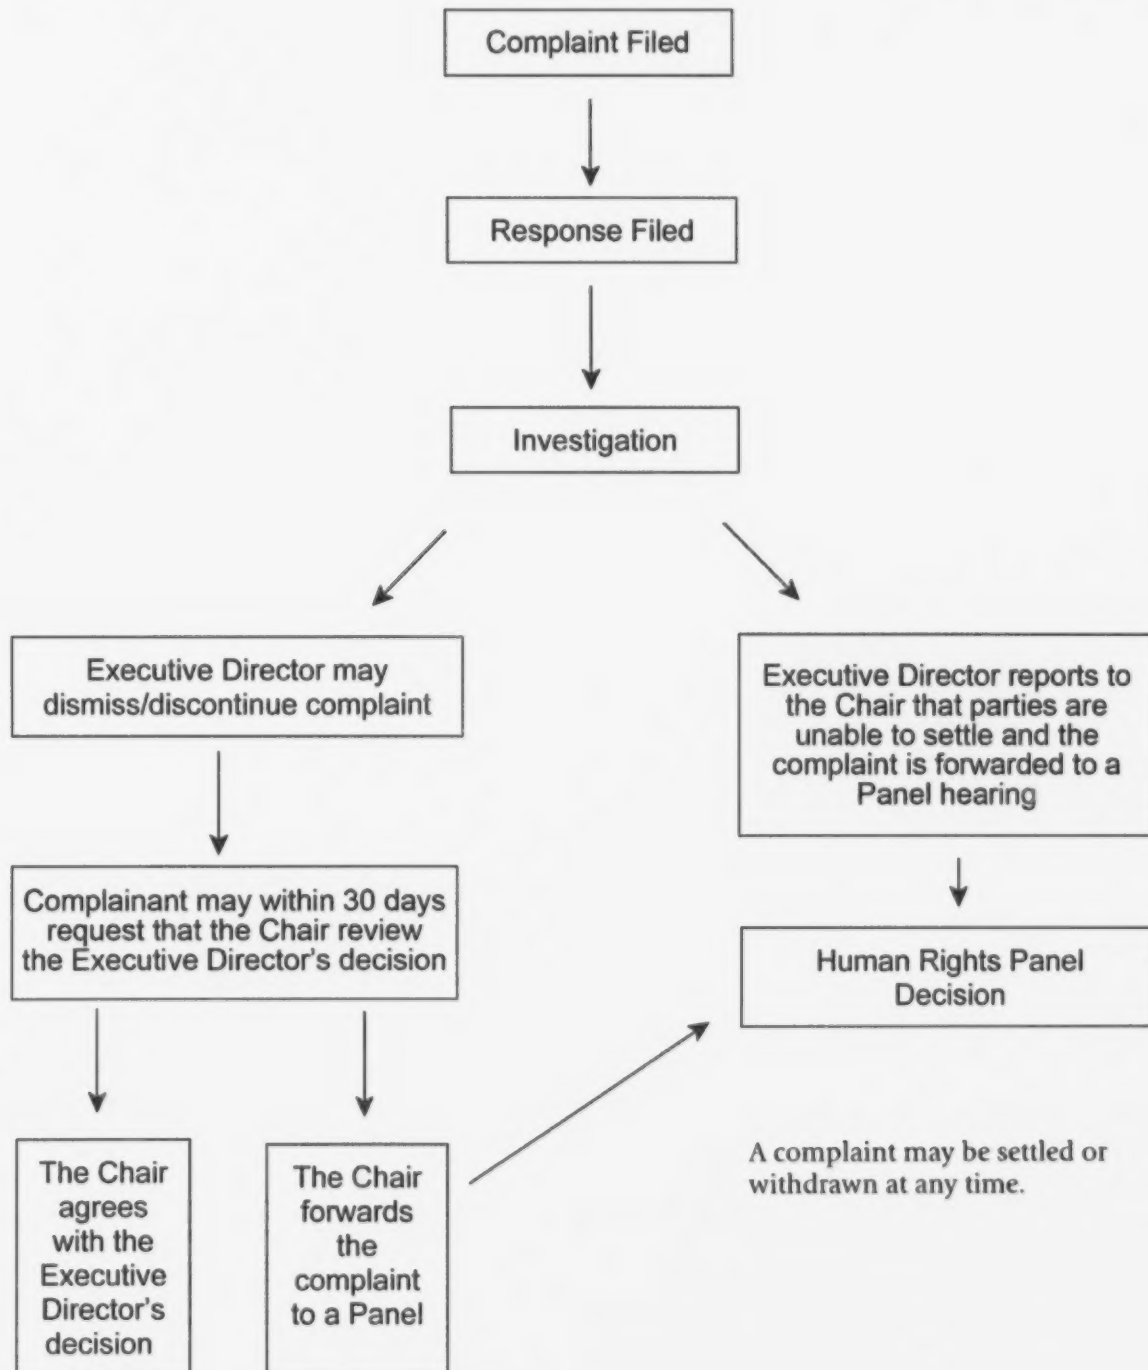 Complaint Filed
Response Filed
Investigation
Executive Director may
dismiss/discontinue complaint
Complainant may within 30 days
request that the Chair review
the Executive Director's decision
The Chair
agrees
with the
Executive
Director's
decision
The Chair
forwards
the
complaint
to a Panel
Executive Director reports to
the Chair that parties are
unable to settle and the
complaint is forwarded to a
Panel hearing
Human Rights Panel
Decision
A complaint may be settled or
withdrawn at any time.